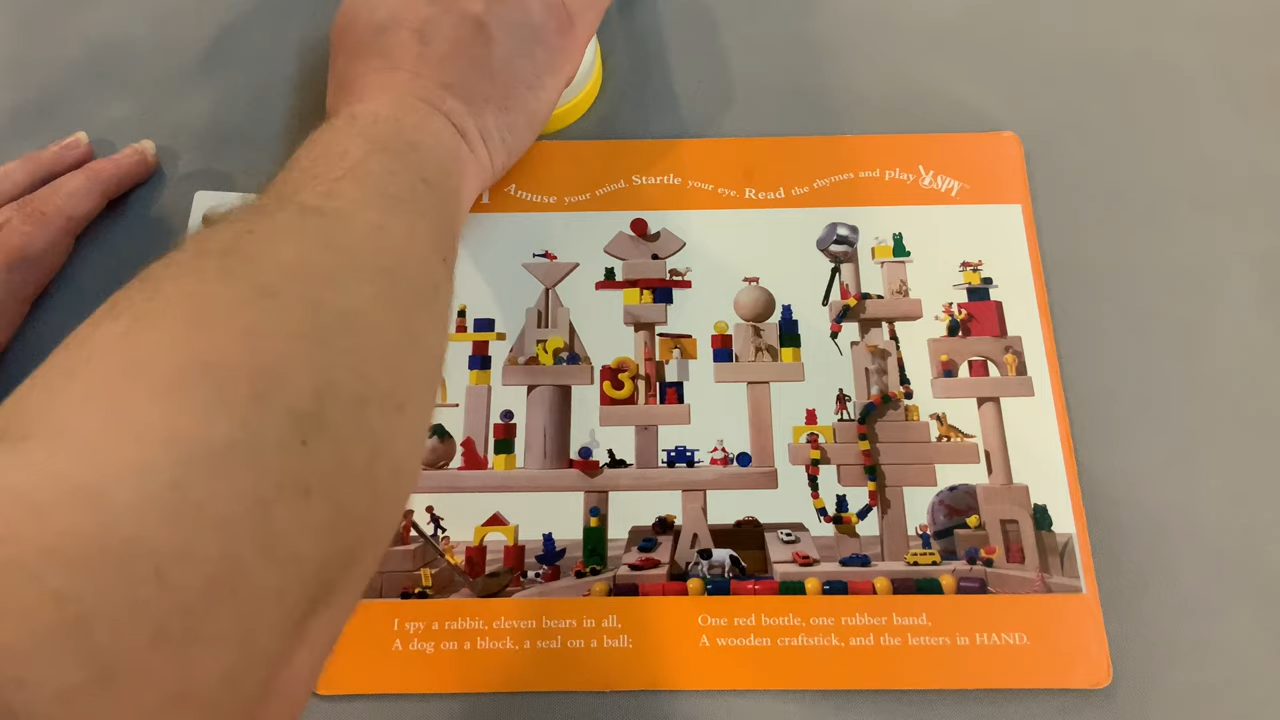 Amuse your mind. Startle your eye. Read the rhymes and play I SPY
3
A
I spy a rabbit, eleven bears in all,
A dog on a block, a seal on a ball;
One red bottle, one rubber band,
A wooden craftstick, and the letters in HAND.